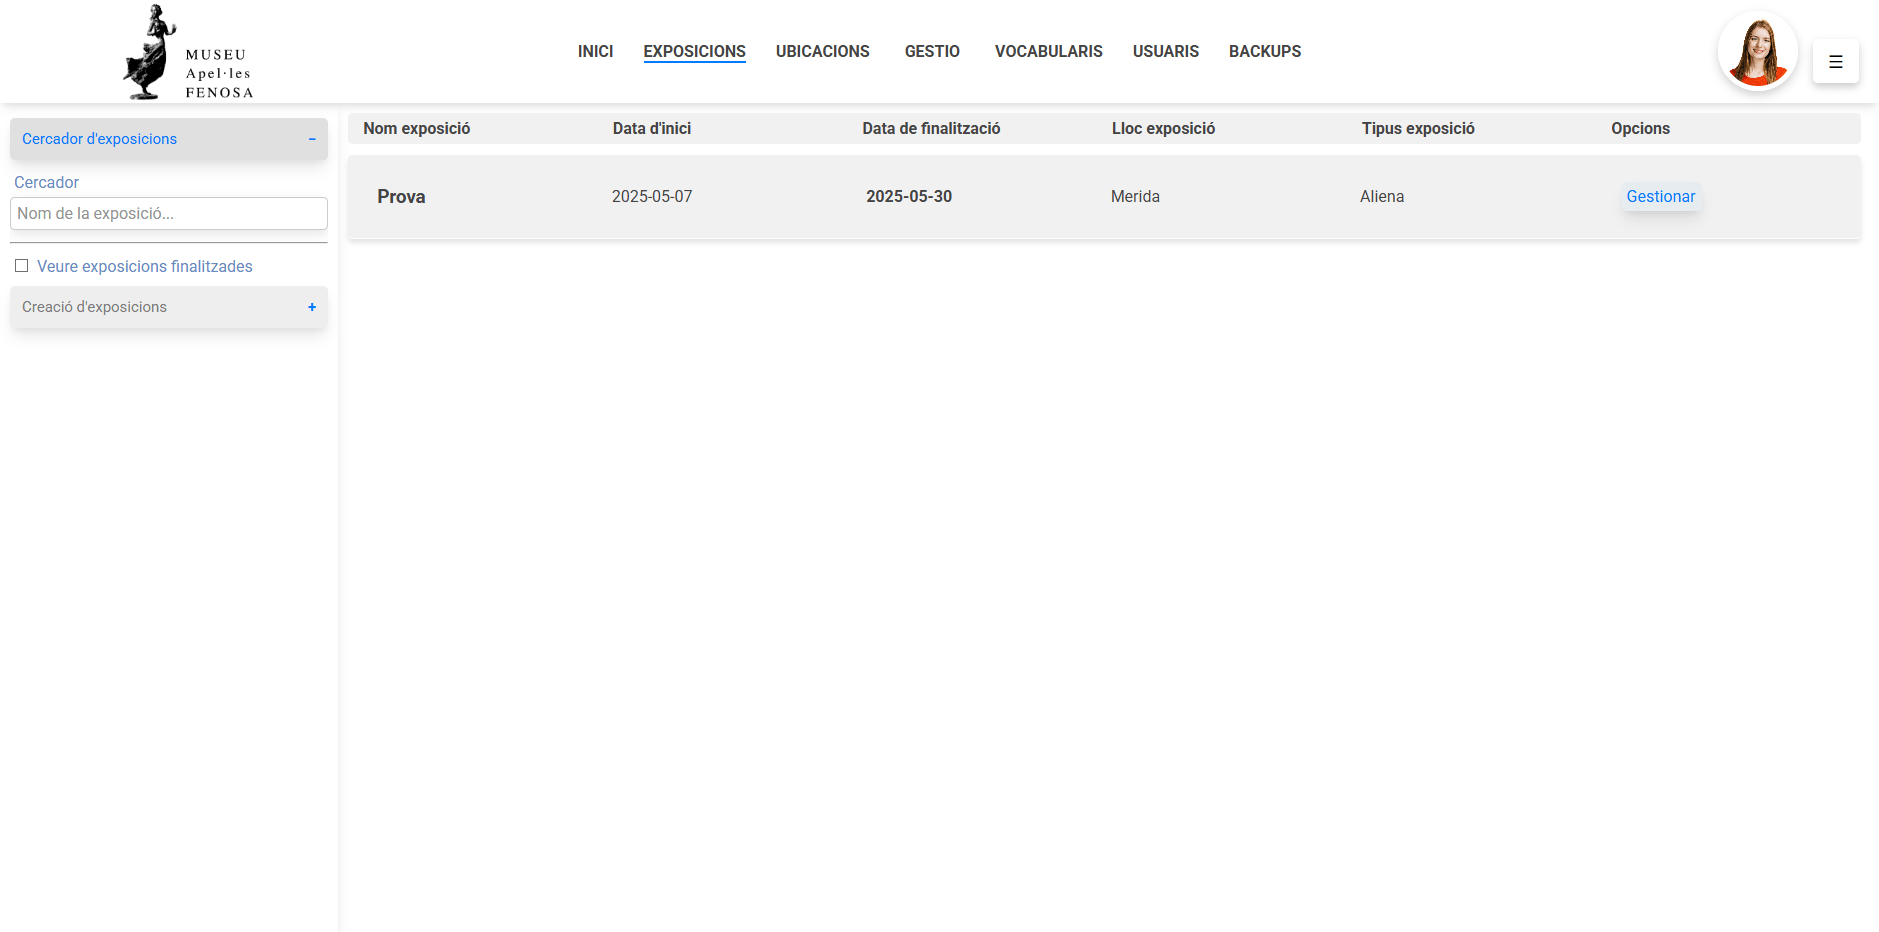 MUSEU
Apel·les
FENOSA
INICI EXPOSICIONS UBICACIONS GESTIO VOCABULARIS USUARIS BACKUPS
☰
Cercador d'exposicions −
Cercador
Nom de la exposició...
Veure exposicions finalitzades
Creació d'exposicions +
Nom exposició Data d'inici Data de finalització Lloc exposició Tipus exposició Opcions
Prova 2025-05-07 2025-05-30 Merida Aliena Gestionar